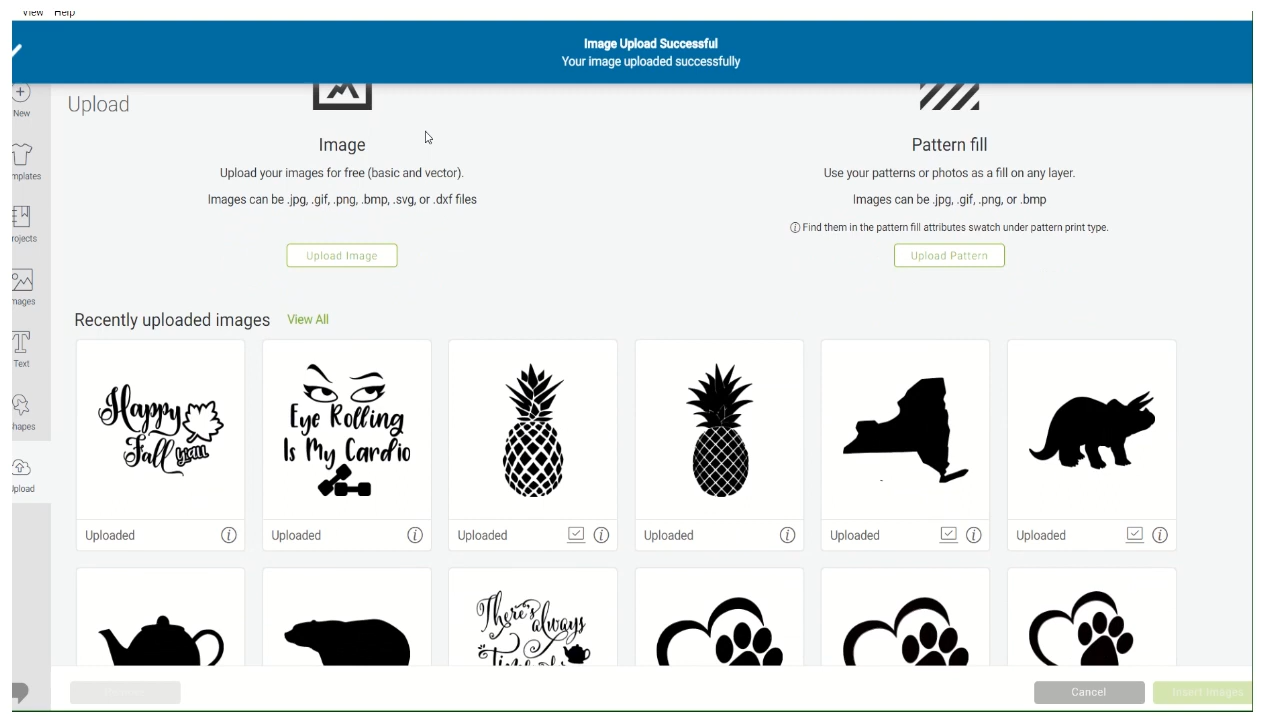 View Help
Image Upload Successful
Your image uploaded successfully
New
Upload
mplates
rojects
mages
Text
hapes
Upload
Image
Upload your images for free (basic and vector).
Images can be .jpg, .gif, .png, .bmp, .svg, or .dxf files
Upload Image
Pattern fill
Use your patterns or photos as a fill on any layer.
Images can be .jpg, .gif, .png, or .bmp
Find them in the pattern fill attributes swatch under pattern print type.
Upload Pattern
Recently uploaded images View All
Happy
Fall y'all
Eye Rolling
Is My Cardio
Uploaded
Uploaded
Uploaded
Uploaded
Uploaded
Uploaded
There's always
Cancel
Insert Images